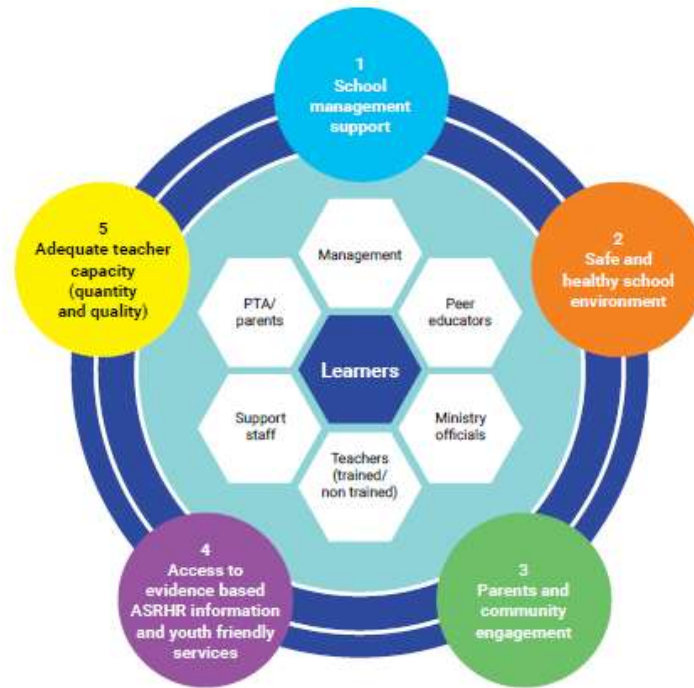 1
School
management
support
2
Safe and
healthy school
environment
3
Parents and
community
engagement
4
Access to
evidence based
ASRHR information
and youth friendly
services
5
Adequate teacher
capacity
(quantity
and quality)
Management
Peer
educators
Ministry
officials
Teachers
(trained/
non trained)
Support
staff
PTA/
parents
Learners